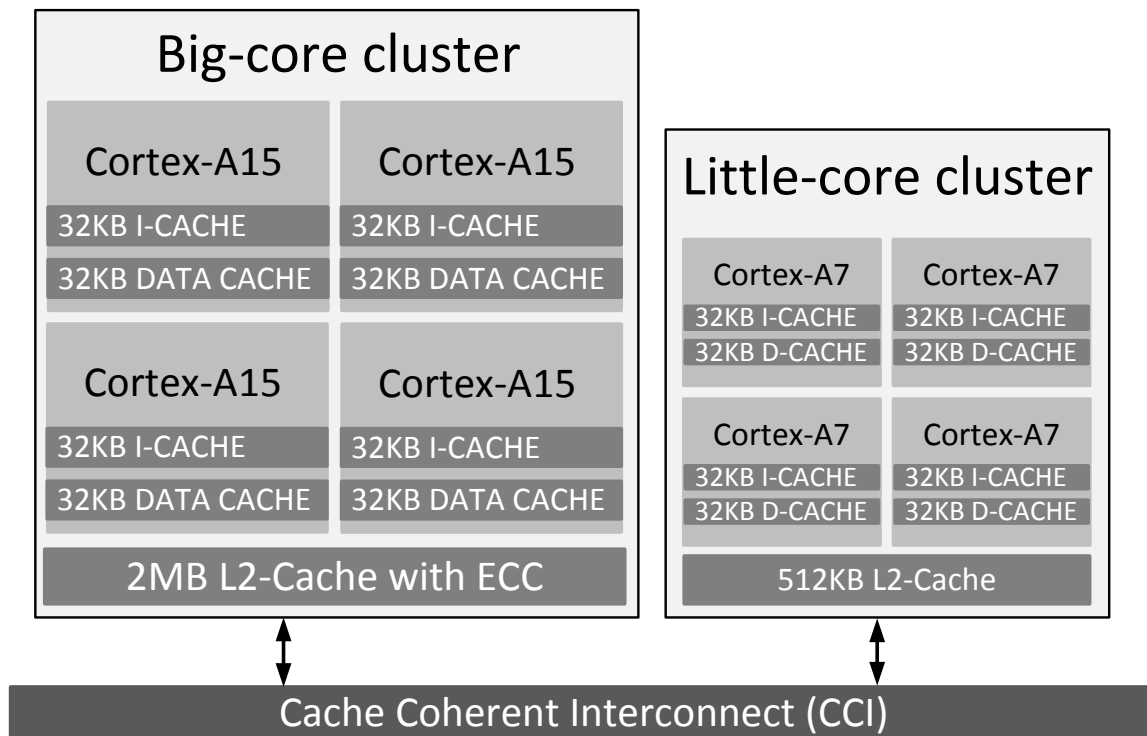 Big-core cluster
Cortex-A15
32KB I-CACHE
32KB DATA CACHE
Cortex-A15
32KB I-CACHE
32KB DATA CACHE
Cortex-A15
32KB I-CACHE
32KB DATA CACHE
Cortex-A15
32KB I-CACHE
32KB DATA CACHE
2MB L2-Cache with ECC
Little-core cluster
Cortex-A7
32KB I-CACHE
32KB D-CACHE
Cortex-A7
32KB I-CACHE
32KB D-CACHE
Cortex-A7
32KB I-CACHE
32KB D-CACHE
Cortex-A7
32KB I-CACHE
32KB D-CACHE
512KB L2-Cache
Cache Coherent Interconnect (CCI)